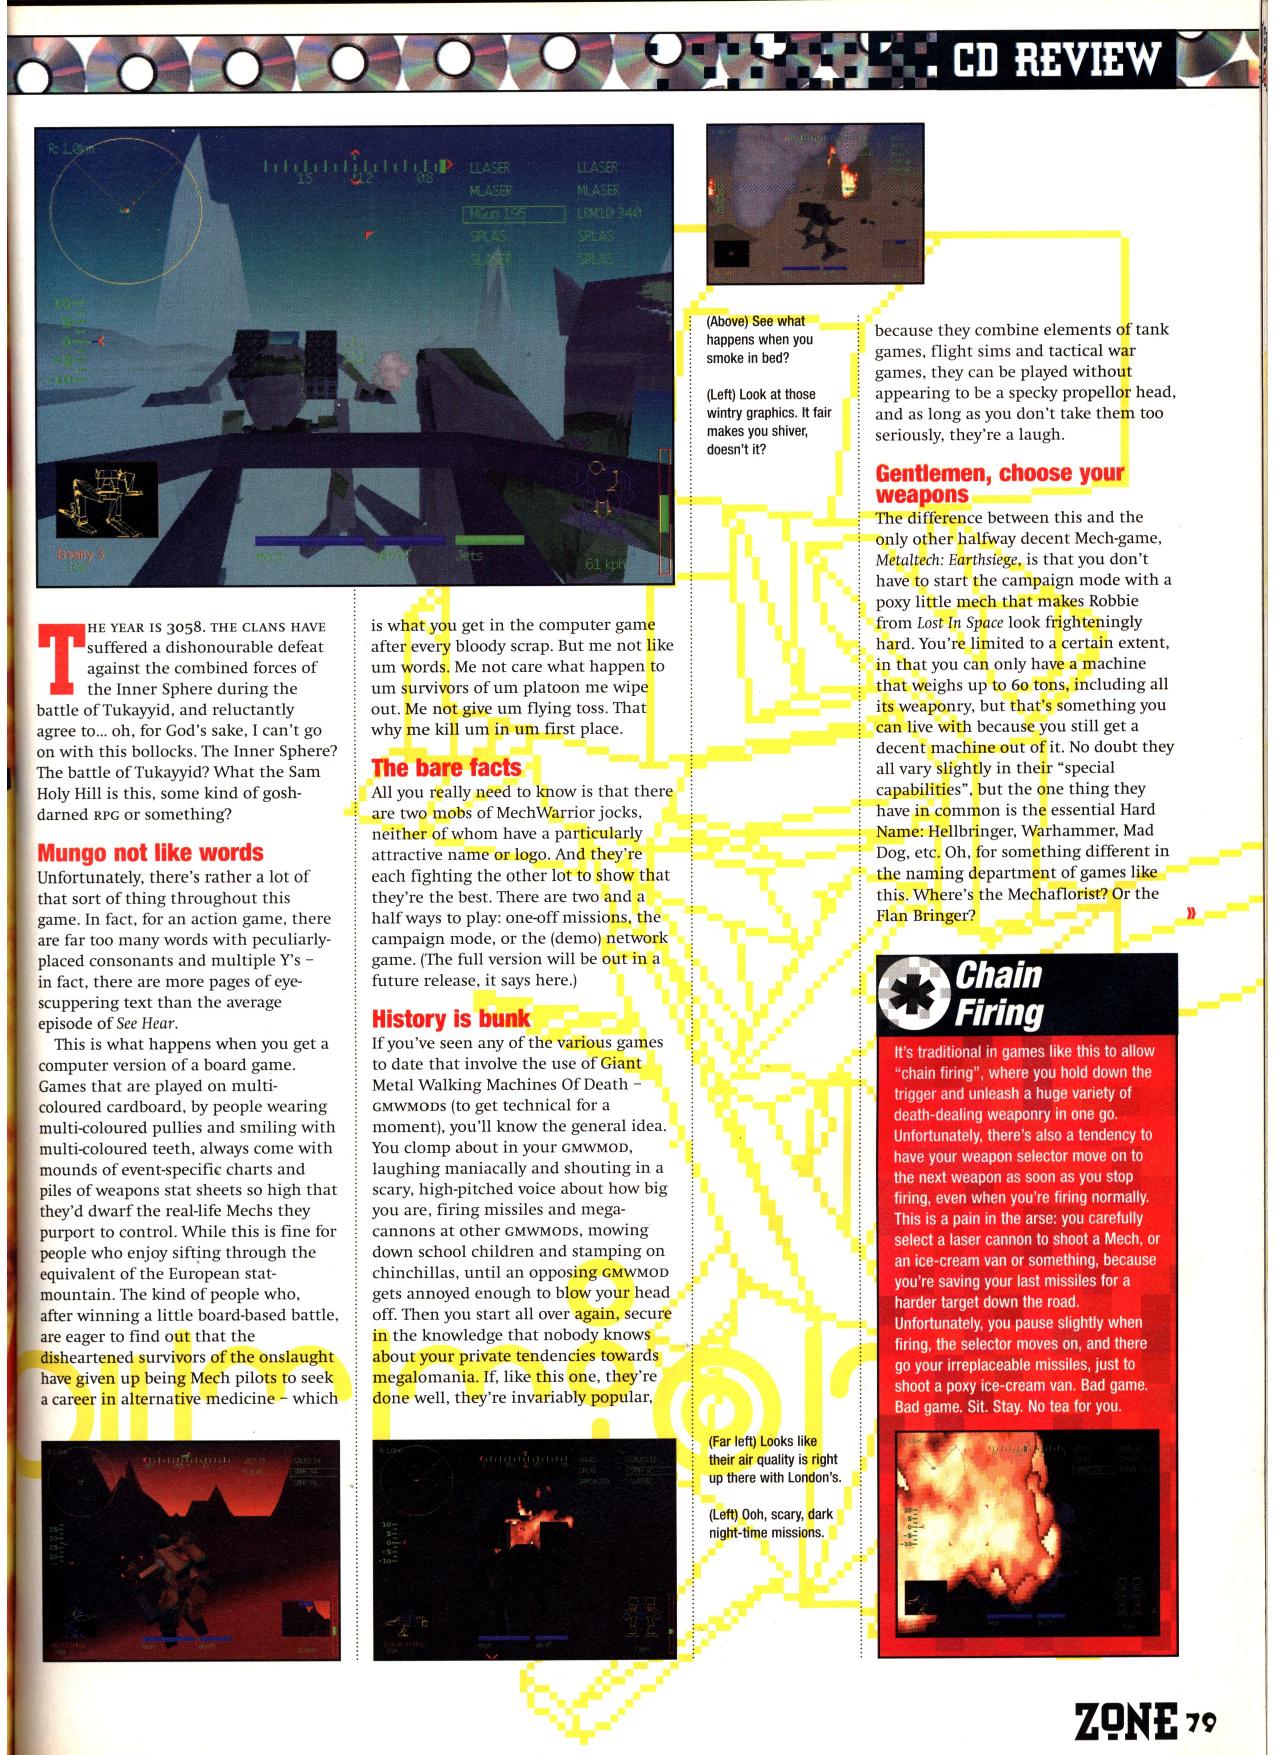 CD REVIEW
R: 1.0km
15 12 08
LLASER LLASER
MLASER MLASER
MGun 195 LRM10 340
SPLAS SPLAS
SLASER SPLAS
Enemy 3
Jets
61 kph
(Above) See what
happens when you
smoke in bed?
(Left) Look at those
wintry graphics. It fair
makes you shiver,
doesn't it?
THE YEAR IS 3058. THE CLANS HAVE
suffered a dishonourable defeat
against the combined forces of
the Inner Sphere during the
battle of Tukayyid, and reluctantly
agree to... oh, for God's sake, I can't go
on with this bollocks. The Inner Sphere?
The battle of Tukayyid? What the Sam
Holy Hill is this, some kind of gosh-
darned RPG or something?
Mungo not like words
Unfortunately, there's rather a lot of
that sort of thing throughout this
game. In fact, for an action game, there
are far too many words with peculiarly-
placed consonants and multiple Y's –
in fact, there are more pages of eye-
scuppering text than the average
episode of See Hear.
This is what happens when you get a
computer version of a board game.
Games that are played on multi-
coloured cardboard, by people wearing
multi-coloured pullies and smiling with
multi-coloured teeth, always come with
mounds of event-specific charts and
piles of weapons stat sheets so high that
they'd dwarf the real-life Mechs they
purport to control. While this is fine for
people who enjoy sifting through the
equivalent of the European stat-
mountain. The kind of people who,
after winning a little board-based battle,
are eager to find out that the
disheartened survivors of the onslaught
have given up being Mech pilots to seek
a career in alternative medicine – which
is what you get in the computer game
after every bloody scrap. But me not like
um words. Me not care what happen to
um survivors of um platoon me wipe
out. Me not give um flying toss. That
why me kill um in um first place.
The bare facts
All you really need to know is that there
are two mobs of MechWarrior jocks,
neither of whom have a particularly
attractive name or logo. And they're
each fighting the other lot to show that
they're the best. There are two and a
half ways to play: one-off missions, the
campaign mode, or the (demo) network
game. (The full version will be out in a
future release, it says here.)
History is bunk
If you've seen any of the various games
to date that involve the use of Giant
Metal Walking Machines Of Death –
GMWMODS (to get technical for a
moment), you'll know the general idea.
You clomp about in your GMWMOD,
laughing maniacally and shouting in a
scary, high-pitched voice about how big
you are, firing missiles and mega-
cannons at other GMWMODS, mowing
down school children and stamping on
chinchillas, until an opposing GMWMOD
gets annoyed enough to blow your head
off. Then you start all over again, secure
in the knowledge that nobody knows
about your private tendencies towards
megalomania. If, like this one, they're
done well, they're invariably popular,
because they combine elements of tank
games, flight sims and tactical war
games, they can be played without
appearing to be a specky propellor head,
and as long as you don't take them too
seriously, they're a laugh.
Gentlemen, choose your
weapons
The difference between this and the
only other halfway decent Mech-game,
Metaltech: Earthsiege, is that you don't
have to start the campaign mode with a
poxy little mech that makes Robbie
from Lost In Space look frighteningly
hard. You're limited to a certain extent,
in that you can only have a machine
that weighs up to 60 tons, including all
its weaponry, but that's something you
can live with because you still get a
decent machine out of it. No doubt they
all vary slightly in their "special
capabilities", but the one thing they
have in common is the essential Hard
Name: Hellbringer, Warhammer, Mad
Dog, etc. Oh, for something different in
the naming department of games like
this. Where's the Mechaflorist? Or the
Flan Bringer? »
Chain
Firing
It's traditional in games like this to allow
"chain firing", where you hold down the
trigger and unleash a huge variety of
death-dealing weaponry in one go.
Unfortunately, there's also a tendency to
have your weapon selector move on to
the next weapon as soon as you stop
firing, even when you're firing normally.
This is a pain in the arse: you carefully
select a laser cannon to shoot a Mech, or
an ice-cream van or something, because
you're saving your last missiles for a
harder target down the road.
Unfortunately, you pause slightly when
firing, the selector moves on, and there
go your irreplaceable missiles, just to
shoot a poxy ice-cream van. Bad game.
Bad game. Sit. Stay. No tea for you.
(Far left) Looks like
their air quality is right
up there with London's.
(Left) Ooh, scary, dark
night-time missions.
ZONE 79